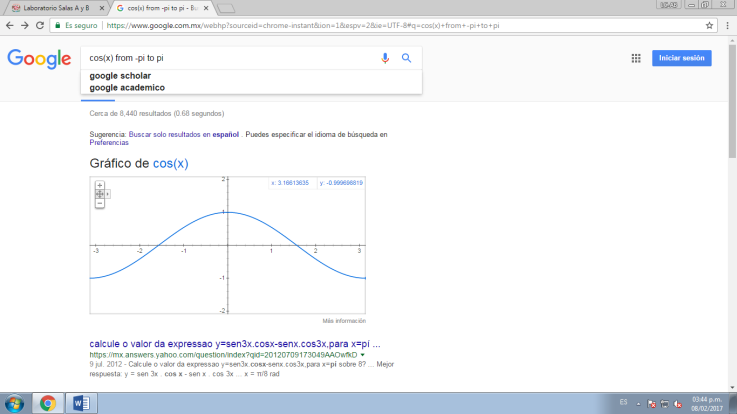 Laboratorio Salas A y B
cos(x) from -pi to pi - Bu
Es seguro https://www.google.com.mx/webhp?sourceid=chrome-instant&ion=1&espv=2&ie=UTF-8#q=cos(x)+from+-pi+to+pi
Google
cos(x) from -pi to pi
Iniciar sesión
google scholar
google academico
Cerca de 8,440 resultados (0.68 segundos)
Sugerencia: Buscar solo resultados en español . Puedes especificar el idioma de búsqueda en
Preferencias
Gráfico de cos(x)
x: 3.16613635 y: -0.999698819
2
1
-3 -2 -1 1 2 3
-1
-2
Más información
calcule o valor da expressao y=sen3x.cosx-senx.cos3x,para x=pi ...
https://mx.answers.yahoo.com/question/index?qid=20120709173049AAOwfkD
9 jul. 2012 - Calcule o valor da expressao y=sen3x.cosx-senx.cos3x,para x=pi sobre 8? ... Mejor
respuesta: y = sen 3x . cos x - sen x . cos 3x ... x = π/8 rad
ES
03:44 p.m.
08/02/2017